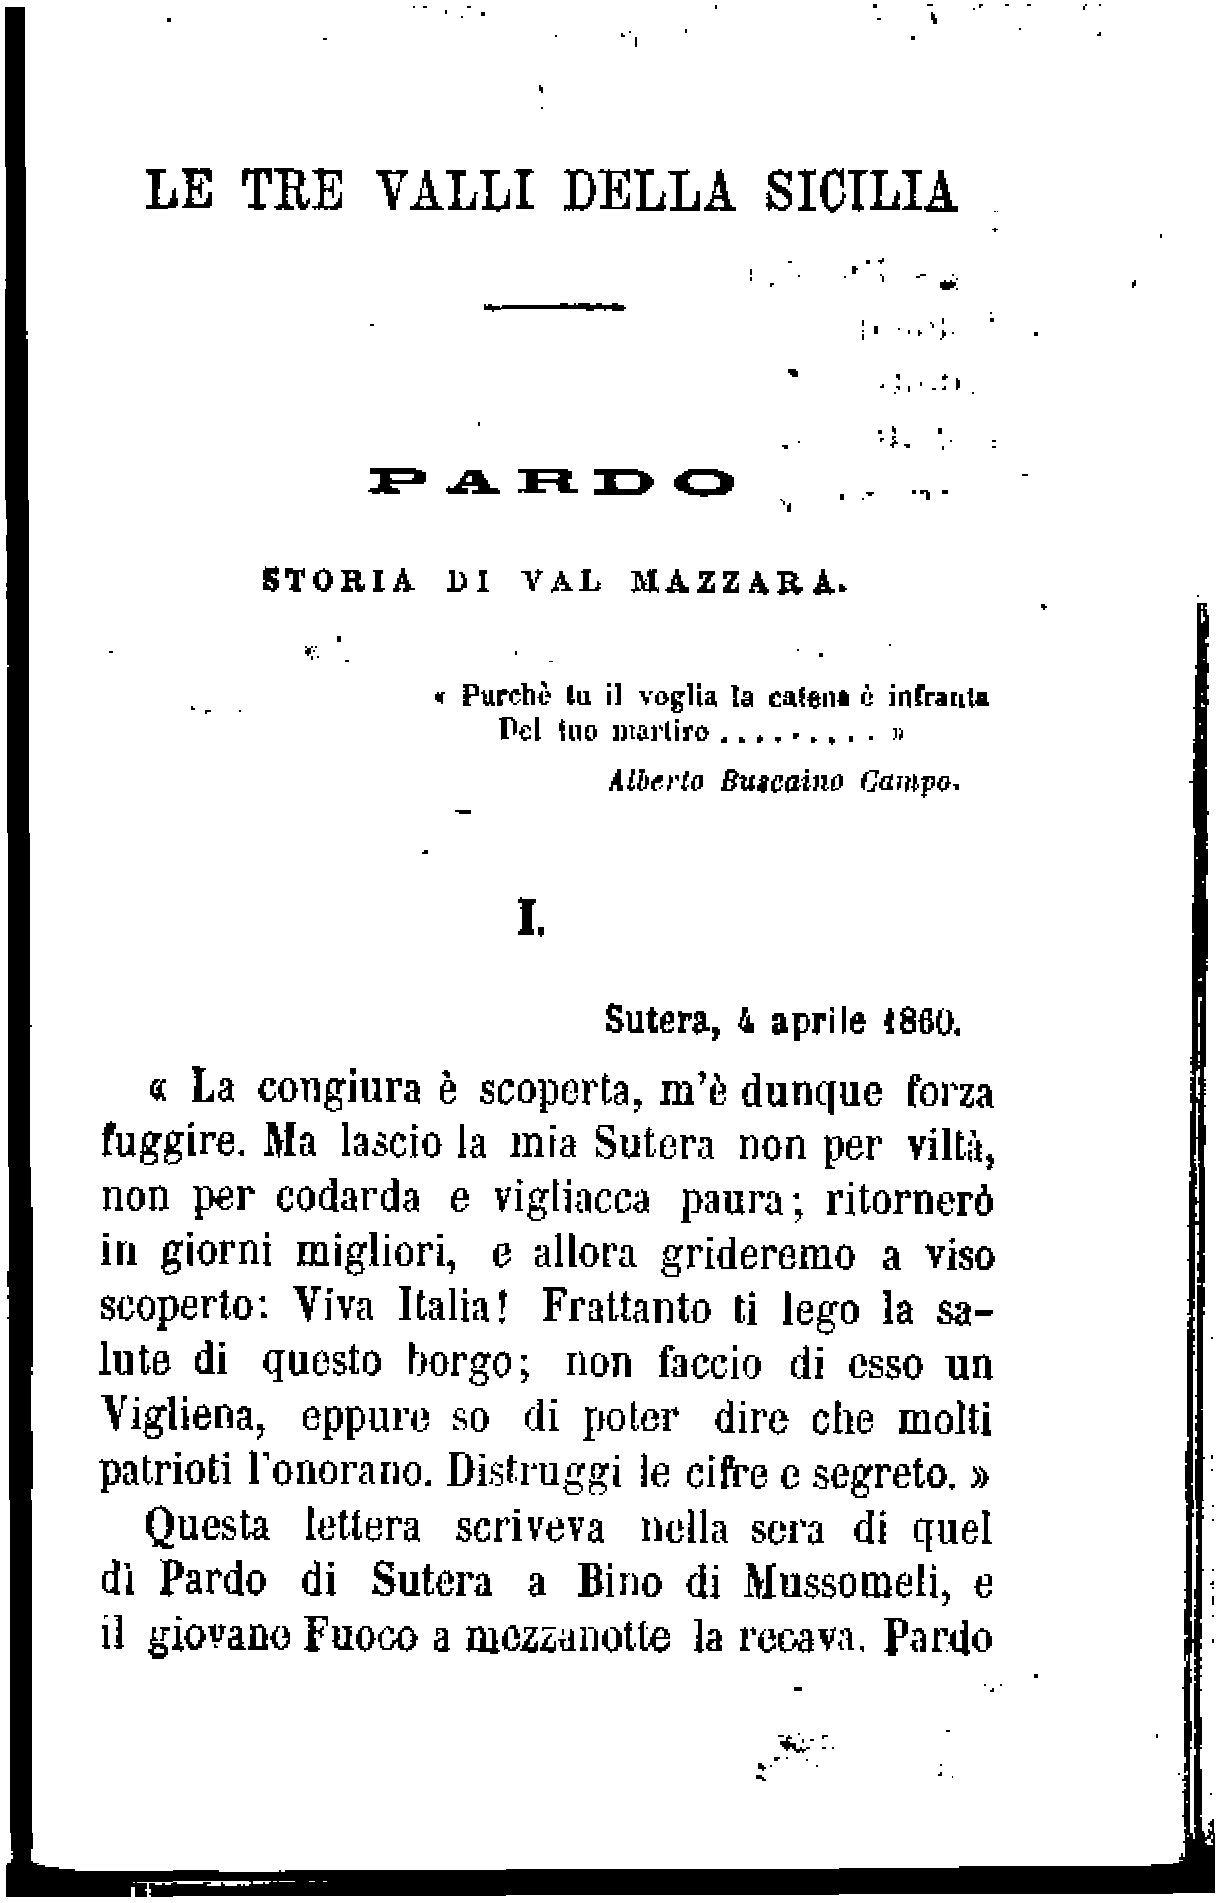 LE TRE VALLI DELLA SICILIA
PARDO
STORIA DI VAL MAZZARA.
« Purchè tu il voglia la catena è infranta
Del tuo martiro . . . . . . . . . »
Alberto Buscaino Campo.
I.
Sutera, 4 aprile 1860.
« La congiura è scoperta, m'è dunque forza
fuggire. Ma lascio la mia Sutera non per viltà,
non per codarda e vigliacca paura; ritornerò
in giorni migliori, e allora grideremo a viso
scoperto: Viva Italia! Frattanto ti lego la sa-
lute di questo borgo; non faccio di esso un
Vigliena, eppure so di poter dire che molti
patrioti l'onorano. Distruggi le cifre e segreto. »
Questa lettera scriveva nella sera di quel
dì Pardo di Sutera a Bino di Mussomeli, e
il giovane Fuoco a mezzanotte la recava. Pardo